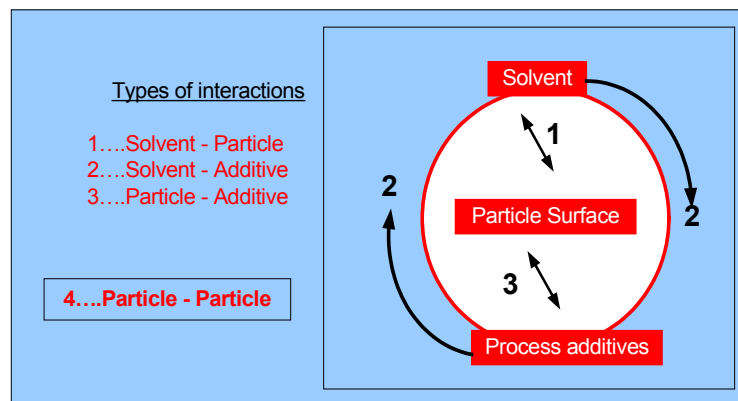 Types of interactions
1….Solvent - Particle
2….Solvent - Additive
3….Particle - Additive
4….Particle - Particle
Solvent
1
2
2
Particle Surface
3
Process additives